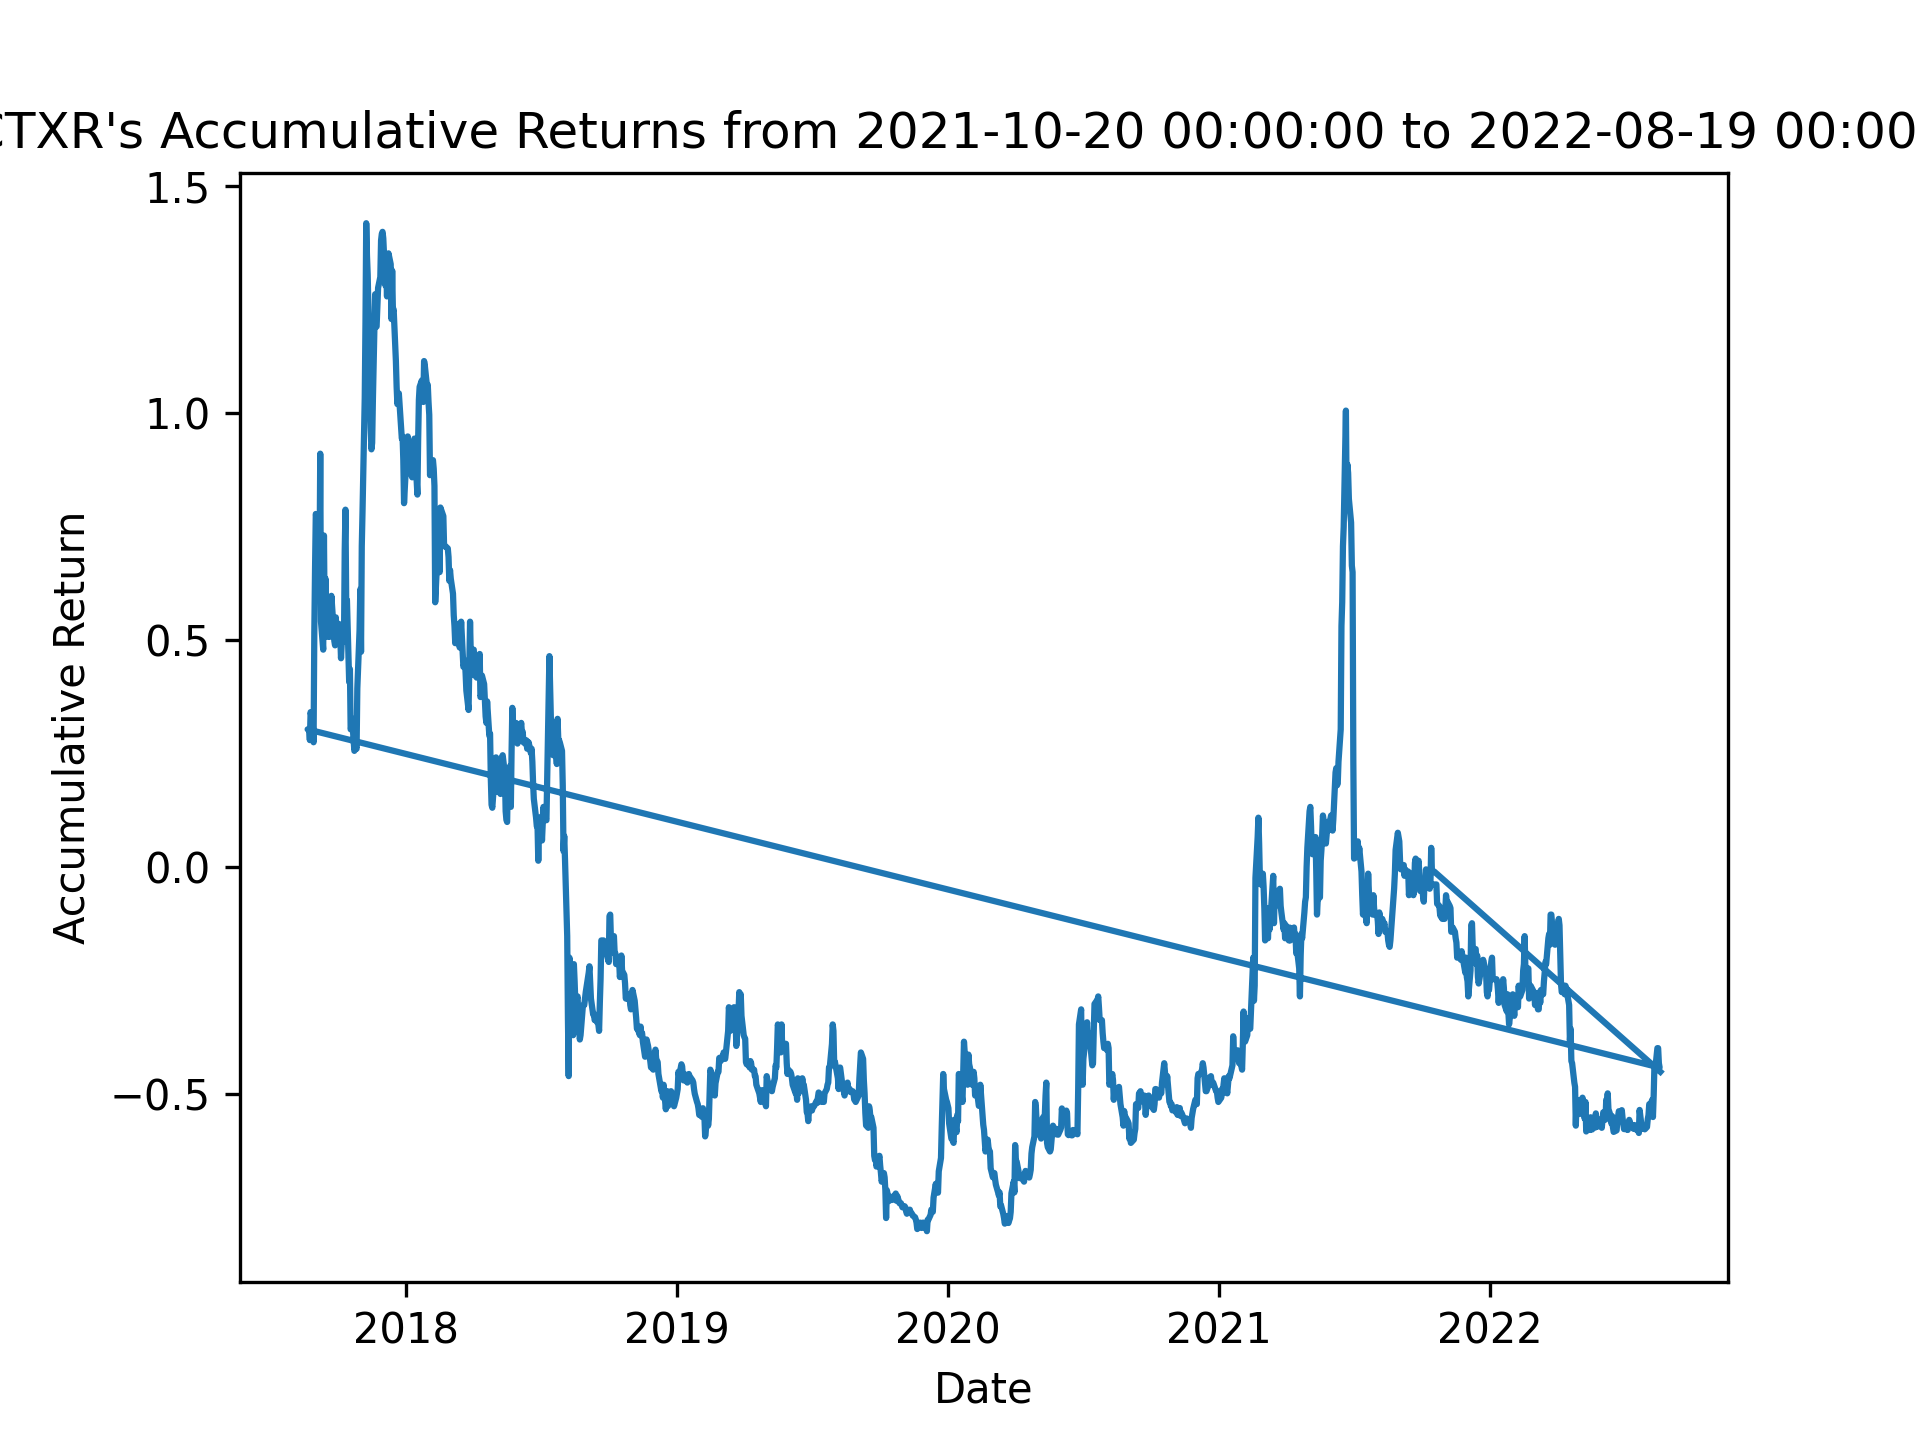 CTXR's Accumulative Returns from 2021-10-20 00:00:00 to 2022-08-19 00:00
1.5
1.0
0.5
0.0
−0.5
Accumulative Return
2018 2019 2020 2021 2022
Date